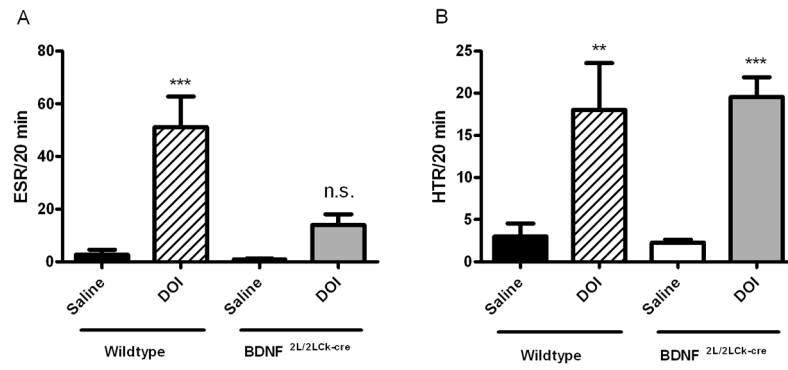 A
ESR/20 min
80
60
40
20
0
***
n.s.
Saline
DOI
Saline
DOI
Wildtype
BDNF 2L/2LCk-cre
B
HTR/20 min
25
20
15
10
5
0
**
***
Saline
DOI
Saline
DOI
Wildtype
BDNF 2L/2LCk-cre